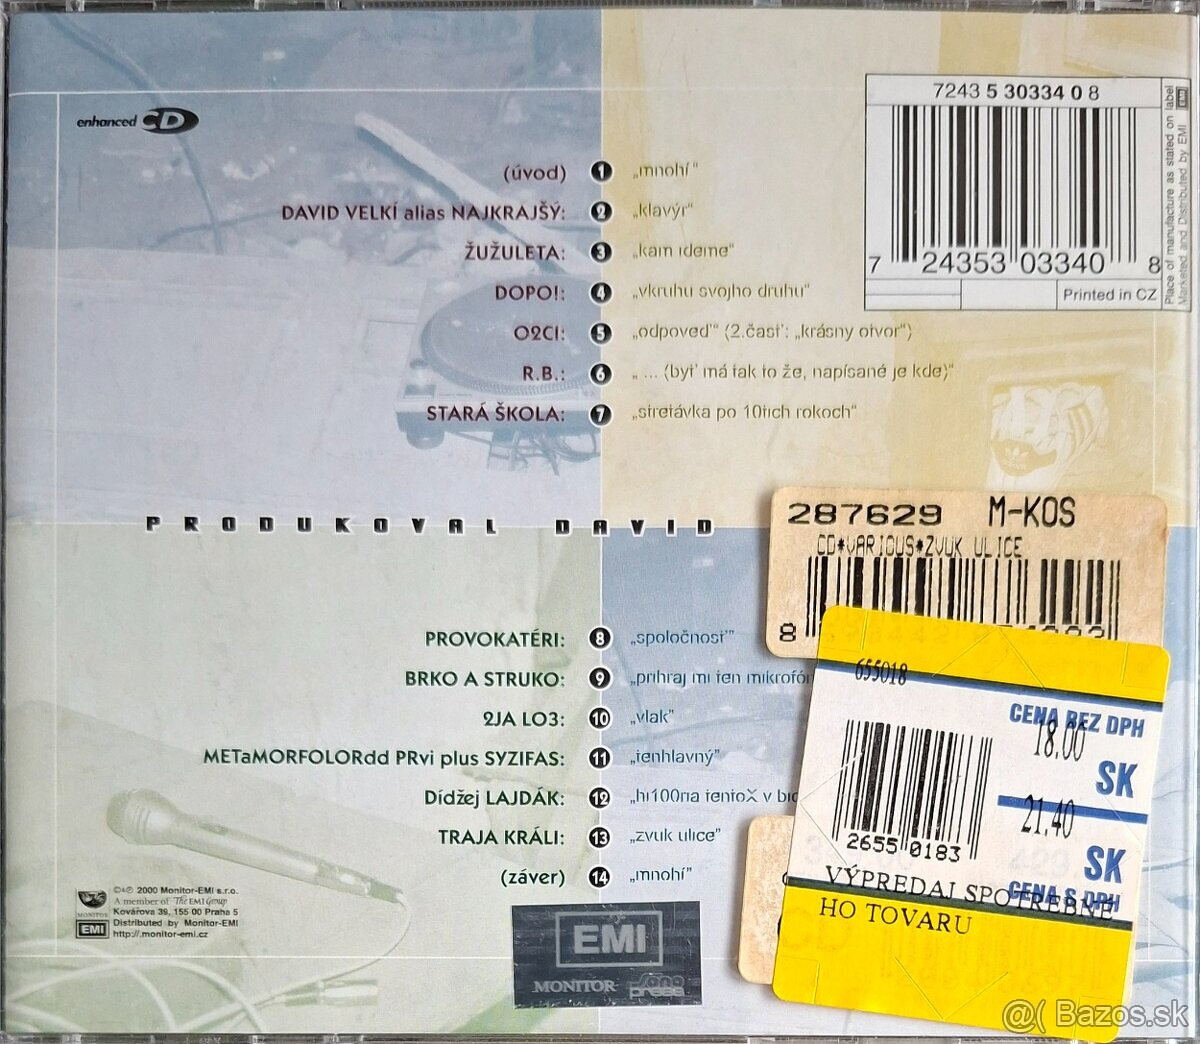 enhanced CD
7243 5 30334 0 8
7 24353 03340 8
Printed in CZ
Place of manufacture as stated on label
Marketed and Distributed by EMI
(úvod) 1 „mnohí“
DAVID VELKÍ alias NAJKRAJŠÝ: 2 „klavýr“
ŽUŽULETA: 3 „kam ideme“
DOPO!: 4 „vkruhu svojho druhu“
O2CI: 5 „odpoveď“ (2.časť: „krásny otvor“)
R.B.: 6 „... (byť má tak to že, napísané je kde)“
STARÁ ŠKOLA: 7 „stretávka po 10tich rokoch“
PRODUKOVAL DAVID
287629 M-KOS
CD*VARIOUS*ZVUK ULICE
8
PROVOKATÉRI: 8 „spoločnosť“
BRKO A STRUKO: 9 „prihraj mi ten mikrofón
2JA LO3: 10 „vlak“
METaMORFOLORdd PRvi plus SYZIFAS: 11 „tenhlavný“
Dídžej LAJDÁK: 12 „hi100ria tentoX v
TRAJA KRÁLI: 13 „zvuk ulice“
(záver) 14 „mnohí“
655018
CENA BEZ DPH
18.00
SK
21.40
SK
CENA S DPH
2655 0183
VÝPREDAJ SPOTREBNÉ
HO TOVARU
MONITOR
EMI
©+℗ 2000 Monitor-EMI s.r.o.
A member of The EMI Group
Kovářova 39, 155 00 Praha 5
Distributed by Monitor-EMI
http://.monitor-emi.cz
EMI
MONITOR sono press
@( Bazos.sk